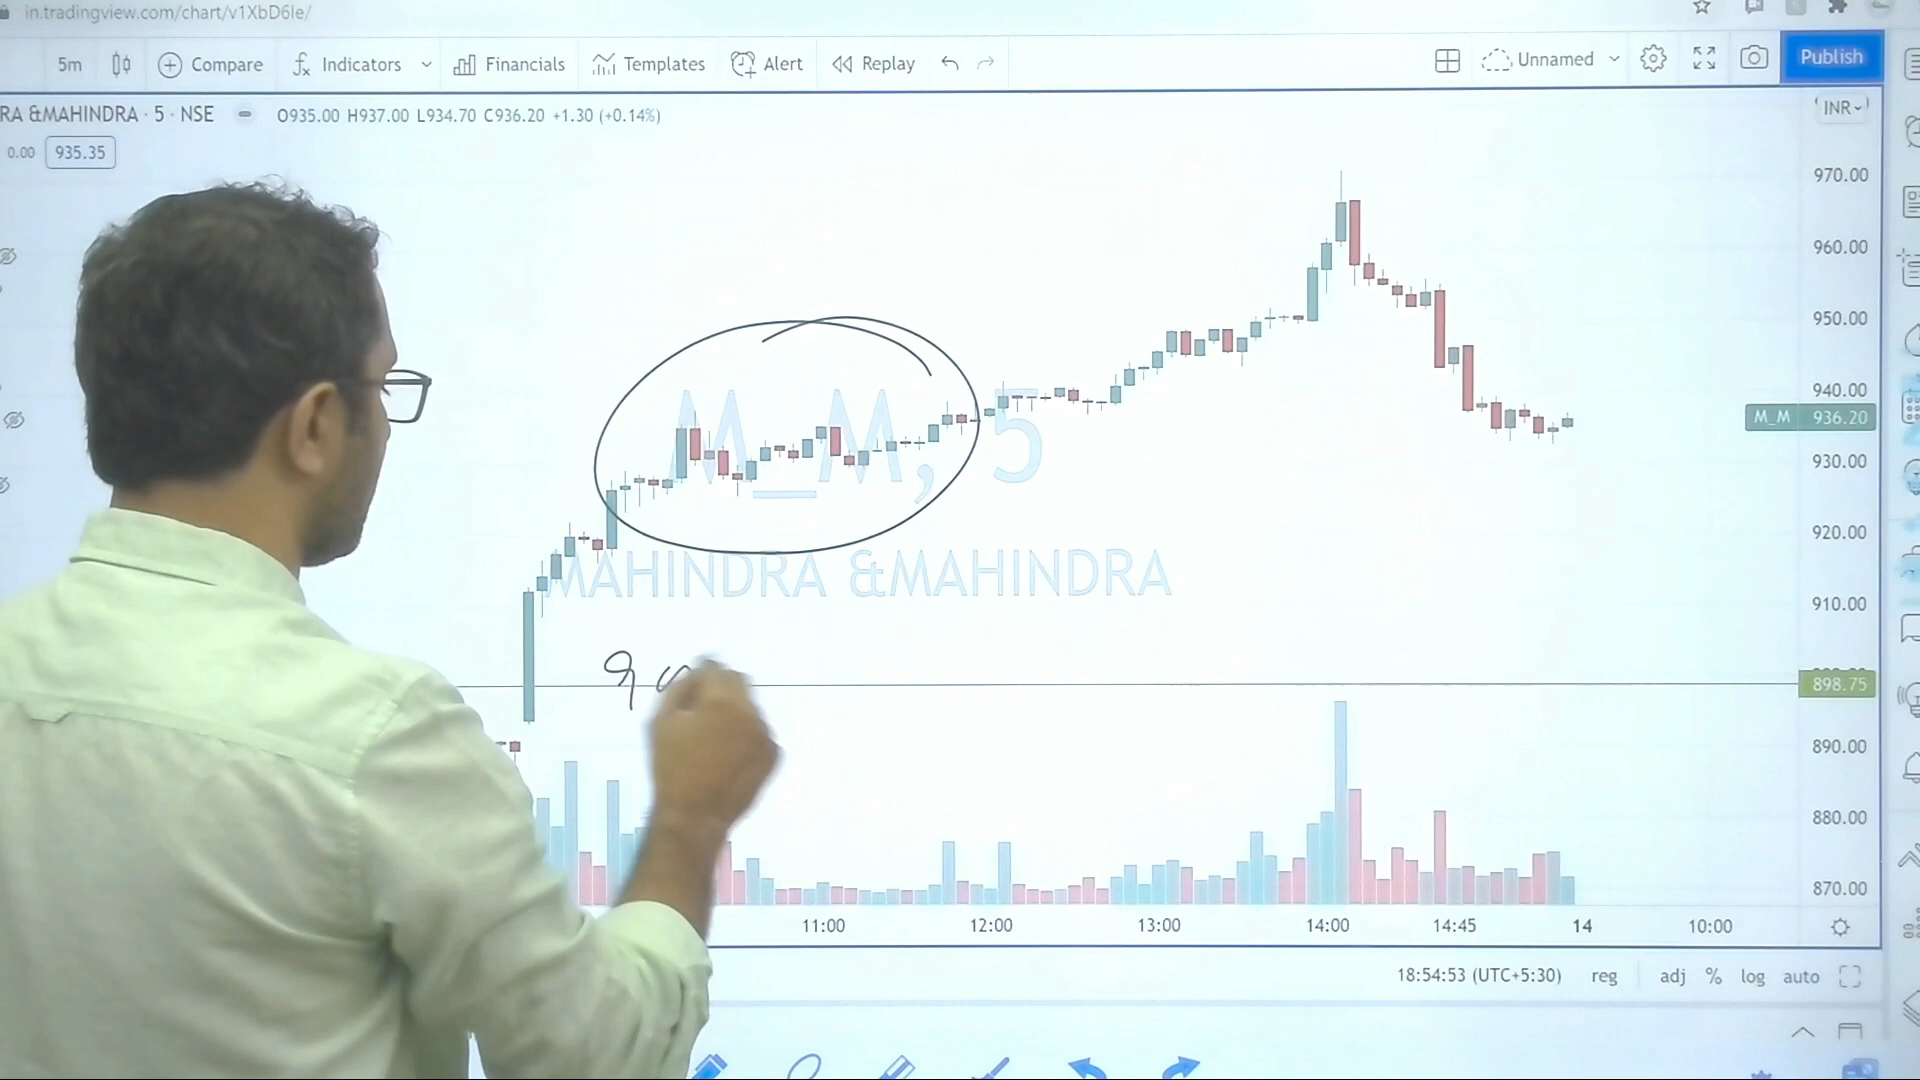 in.tradingview.com/chart/v1XbD6Ie/
5m Compare Indicators Financials Templates Alert Replay Unnamed Publish
RA &MAHINDRA · 5 · NSE O935.00 H937.00 L934.70 C936.20 +1.30 (+0.14%)
INR
0.00 935.35
970.00
960.00
950.00
940.00
M_M 936.20
930.00
920.00
910.00
898.75
890.00
880.00
870.00
M_M, 5
MAHINDRA &MAHINDRA
11:00 12:00 13:00 14:00 14:45 14 10:00
18:54:53 (UTC+5:30) reg adj % log auto